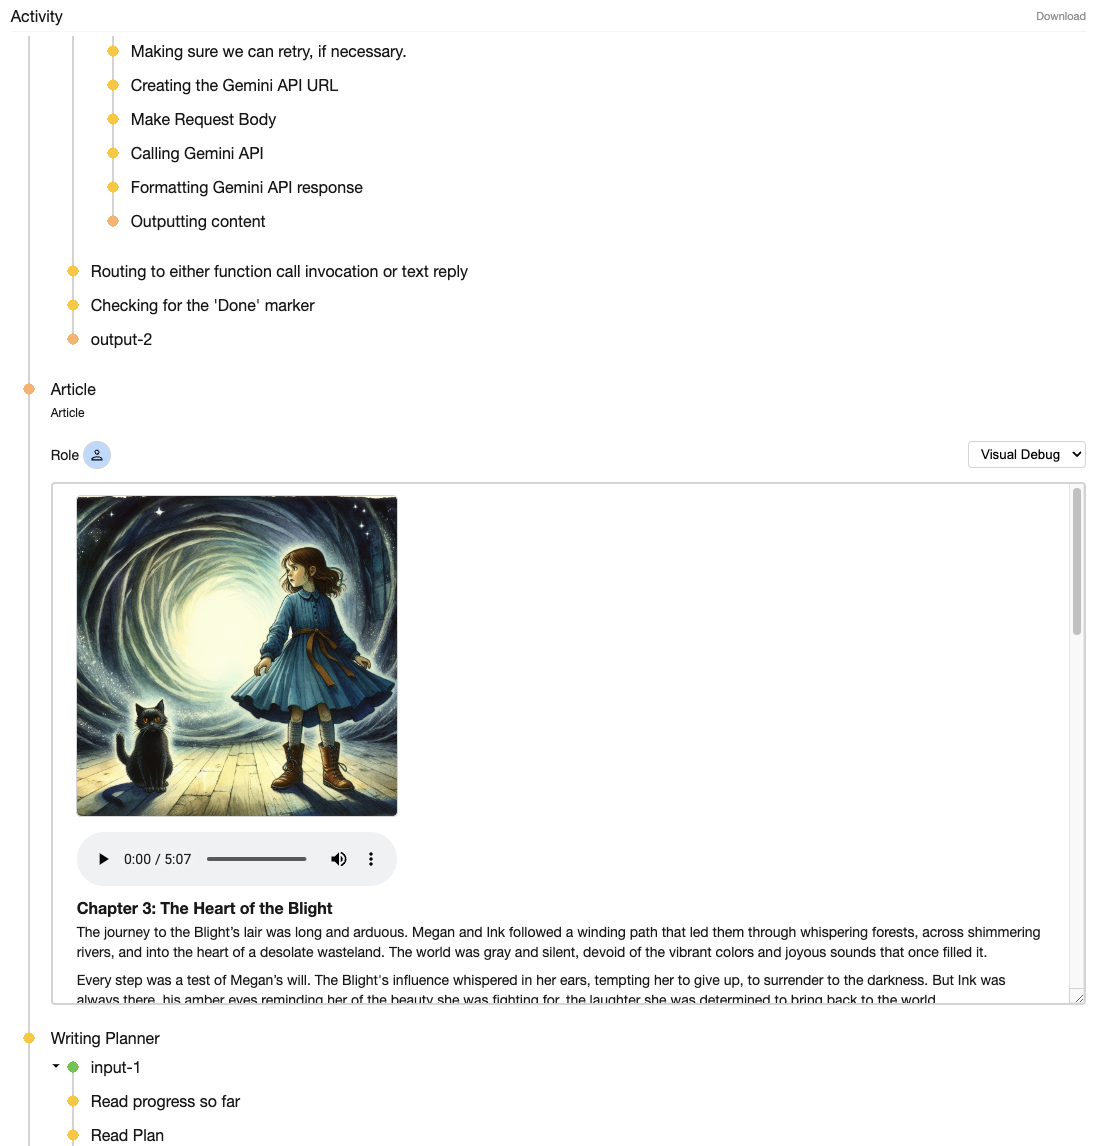 Activity
Download
Making sure we can retry, if necessary.
Creating the Gemini API URL
Make Request Body
Calling Gemini API
Formatting Gemini API response
Outputting content
Routing to either function call invocation or text reply
Checking for the 'Done' marker
output-2
Article
Article
Role
Visual Debug
0:00 / 5:07
Chapter 3: The Heart of the Blight
The journey to the Blight’s lair was long and arduous. Megan and Ink followed a winding path that led them through whispering forests, across shimmering
rivers, and into the heart of a desolate wasteland. The world was gray and silent, devoid of the vibrant colors and joyous sounds that once filled it.
Every step was a test of Megan’s will. The Blight's influence whispered in her ears, tempting her to give up, to surrender to the darkness. But Ink was
always there, his amber eyes reminding her of the beauty she was fighting for, the laughter she was determined to bring back to the world.
Writing Planner
input-1
Read progress so far
Read Plan